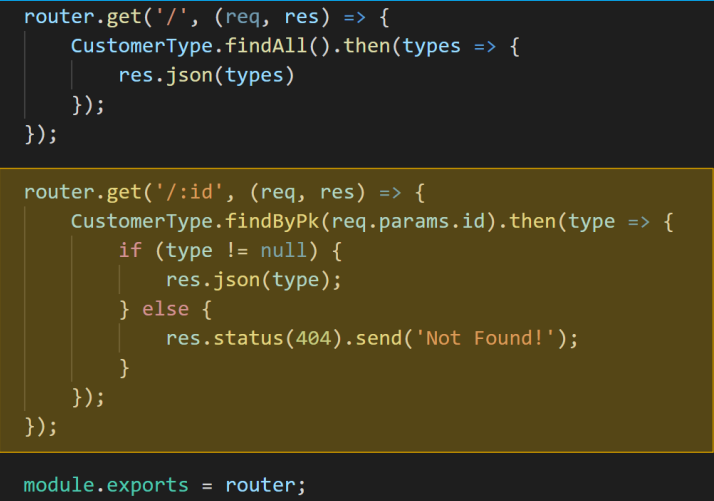 router.get('/', (req, res) => {
    CustomerType.findAll().then(types => {
        res.json(types)
    });
});

router.get('/:id', (req, res) => {
    CustomerType.findByPk(req.params.id).then(type => {
        if (type != null) {
            res.json(type);
        } else {
            res.status(404).send('Not Found!');
        }
    });
});

module.exports = router;